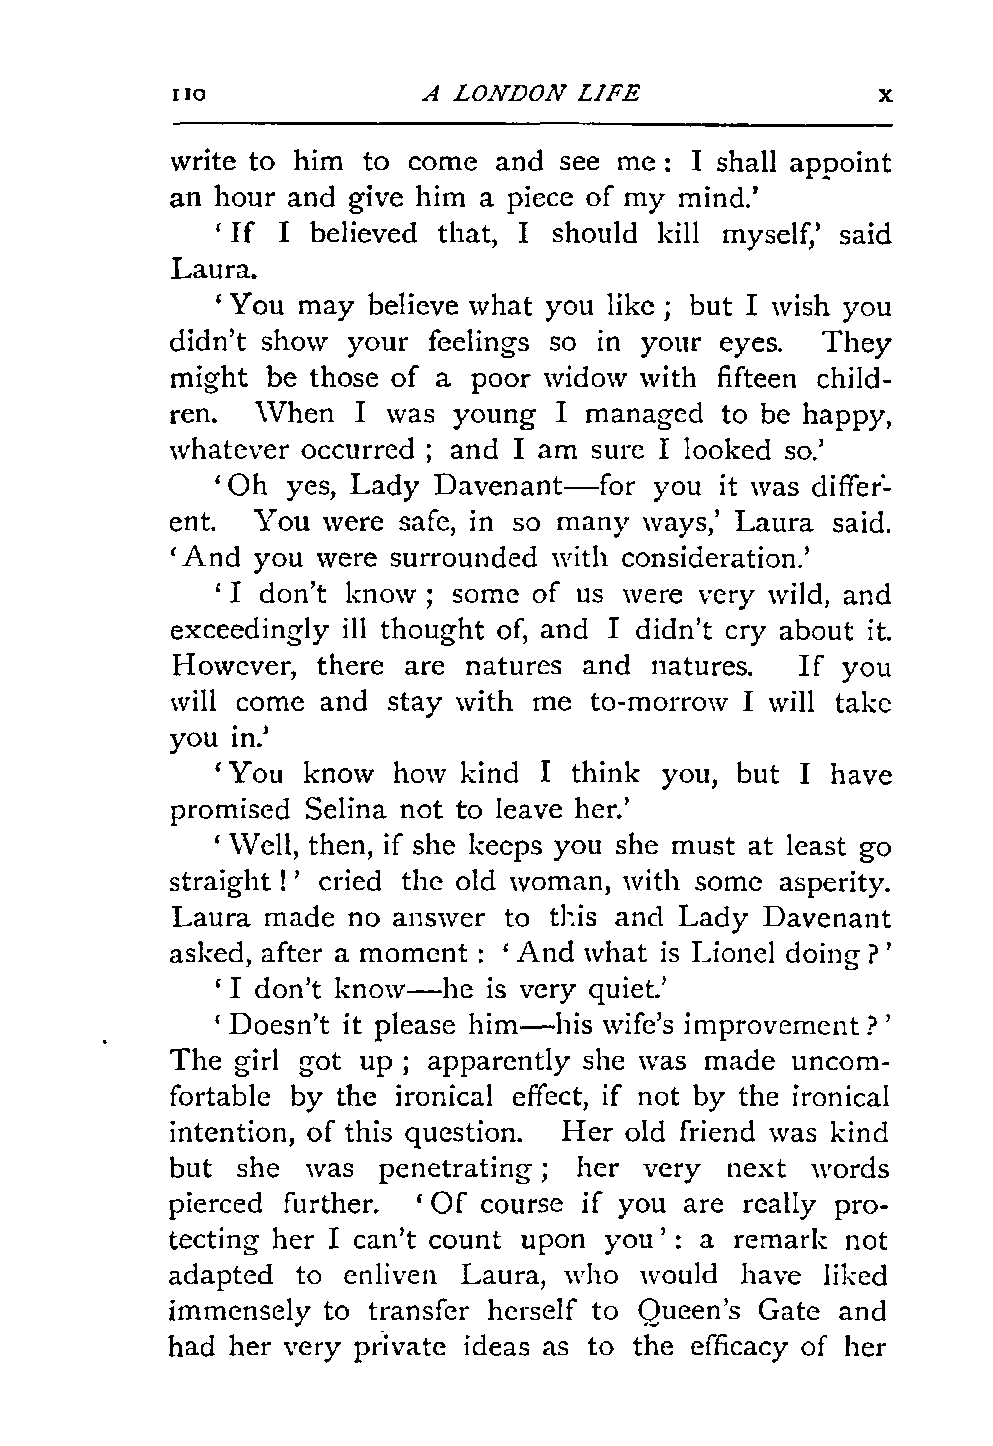 110 A LONDON LIFE X
write to him to come and see me : I shall appoint
an hour and give him a piece of my mind.’
‘ If I believed that, I should kill myself,’ said
Laura.
‘ You may believe what you like ; but I wish you
didn’t show your feelings so in your eyes. They
might be those of a poor widow with fifteen child-
ren. When I was young I managed to be happy,
whatever occurred ; and I am sure I looked so.’
‘ Oh yes, Lady Davenant—for you it was differ-
ent. You were safe, in so many ways,’ Laura said.
‘ And you were surrounded with consideration.’
‘ I don’t know ; some of us were very wild, and
exceedingly ill thought of, and I didn’t cry about it.
However, there are natures and natures. If you
will come and stay with me to-morrow I will take
you in.’
‘ You know how kind I think you, but I have
promised Selina not to leave her.’
‘ Well, then, if she keeps you she must at least go
straight ! ’ cried the old woman, with some asperity.
Laura made no answer to this and Lady Davenant
asked, after a moment : ‘ And what is Lionel doing ? ’
‘ I don’t know—he is very quiet.’
‘ Doesn’t it please him—his wife’s improvement ? ’
The girl got up ; apparently she was made uncom-
fortable by the ironical effect, if not by the ironical
intention, of this question. Her old friend was kind
but she was penetrating ; her very next words
pierced further. ‘ Of course if you are really pro-
tecting her I can’t count upon you ’ : a remark not
adapted to enliven Laura, who would have liked
immensely to transfer herself to Queen’s Gate and
had her very private ideas as to the efficacy of her